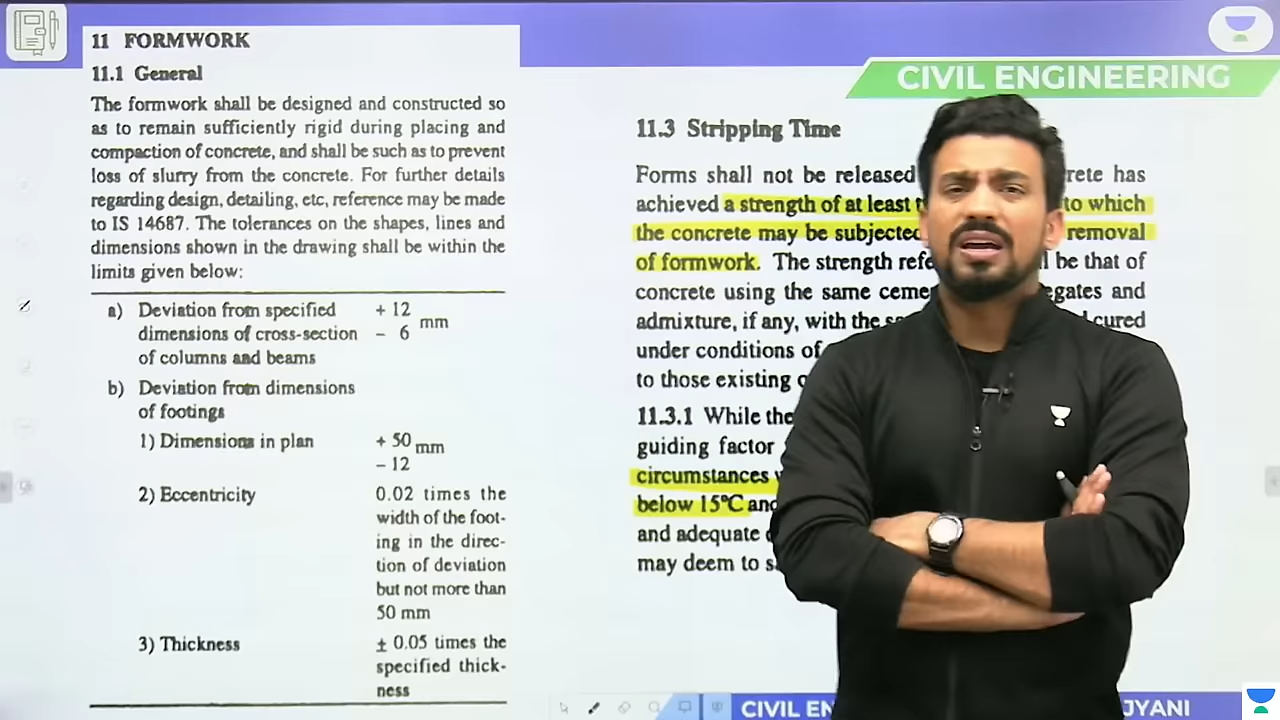 11 FORMWORK
11.1 General
The formwork shall be designed and constructed so
as to remain sufficiently rigid during placing and
compaction of concrete, and shall be such as to prevent
loss of slurry from the concrete. For further details
regarding design, detailing, etc, reference may be made
to IS 14687. The tolerances on the shapes, lines and
dimensions shown in the drawing shall be within the
limits given below:
a) Deviation from specified + 12
dimensions of cross-section - 6 mm
of columns and beams
b) Deviation from dimensions
of footings
1) Dimensions in plan + 50 mm
- 12
2) Eccentricity 0.02 times the
width of the foot-
ing in the direc-
tion of deviation
but not more than
50 mm
3) Thickness ± 0.05 times the
specified thick-
ness
CIVIL ENGINEERING
11.3 Stripping Time
Forms shall not be released has
achieved a strength of at least to which
the concrete may be subjected removal
of formwork. The strength be that of
concrete using the same and
admixture, if any, with the cured
under conditions of
to those existing
11.3.1 While the
guiding factor
circumstances
below 15°C and
and adequate
may deem to
CIVIL